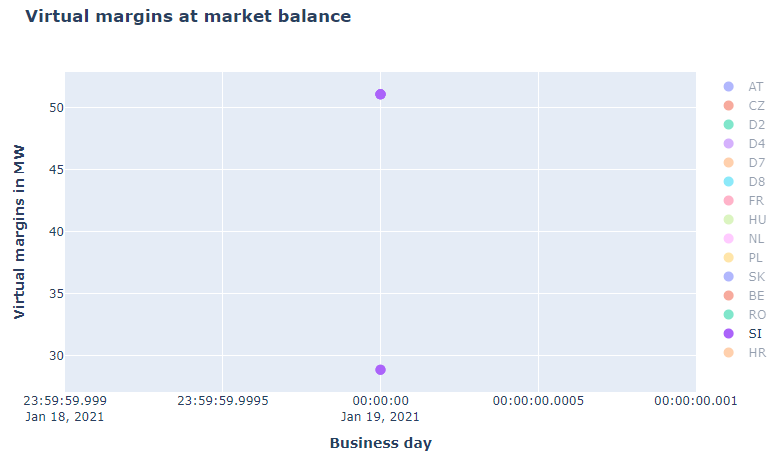 Virtual margins at market balance
Virtual margins in MW
50
45
40
35
30
23:59:59.999
Jan 18, 2021
23:59:59.9995
00:00:00
Jan 19, 2021
00:00:00.0005
00:00:00.001
Business day
AT
CZ
D2
D4
D7
D8
FR
HU
NL
PL
SK
BE
RO
SI
HR